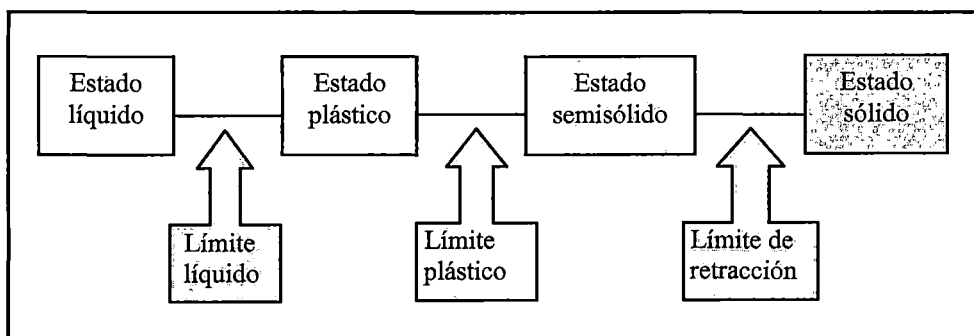 Estado
líquido
Estado
plástico
Estado
semisólido
Estado
sólido
Límite
líquido
Límite
plástico
Límite de
retracción